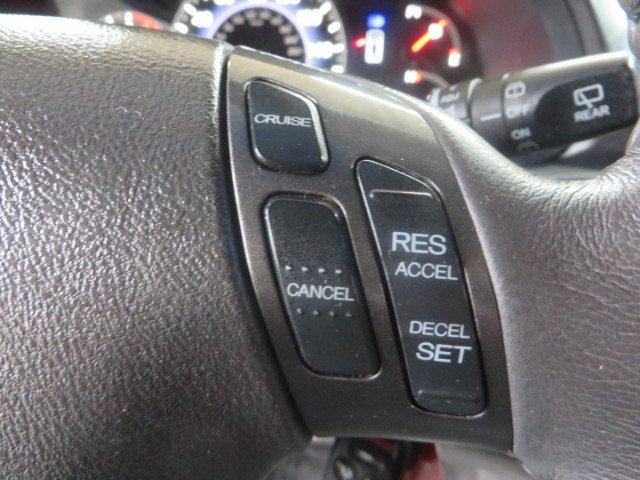 CRUISE
CANCEL
RES
ACCEL
DECEL
SET
OFF
ON
REAR
F
H